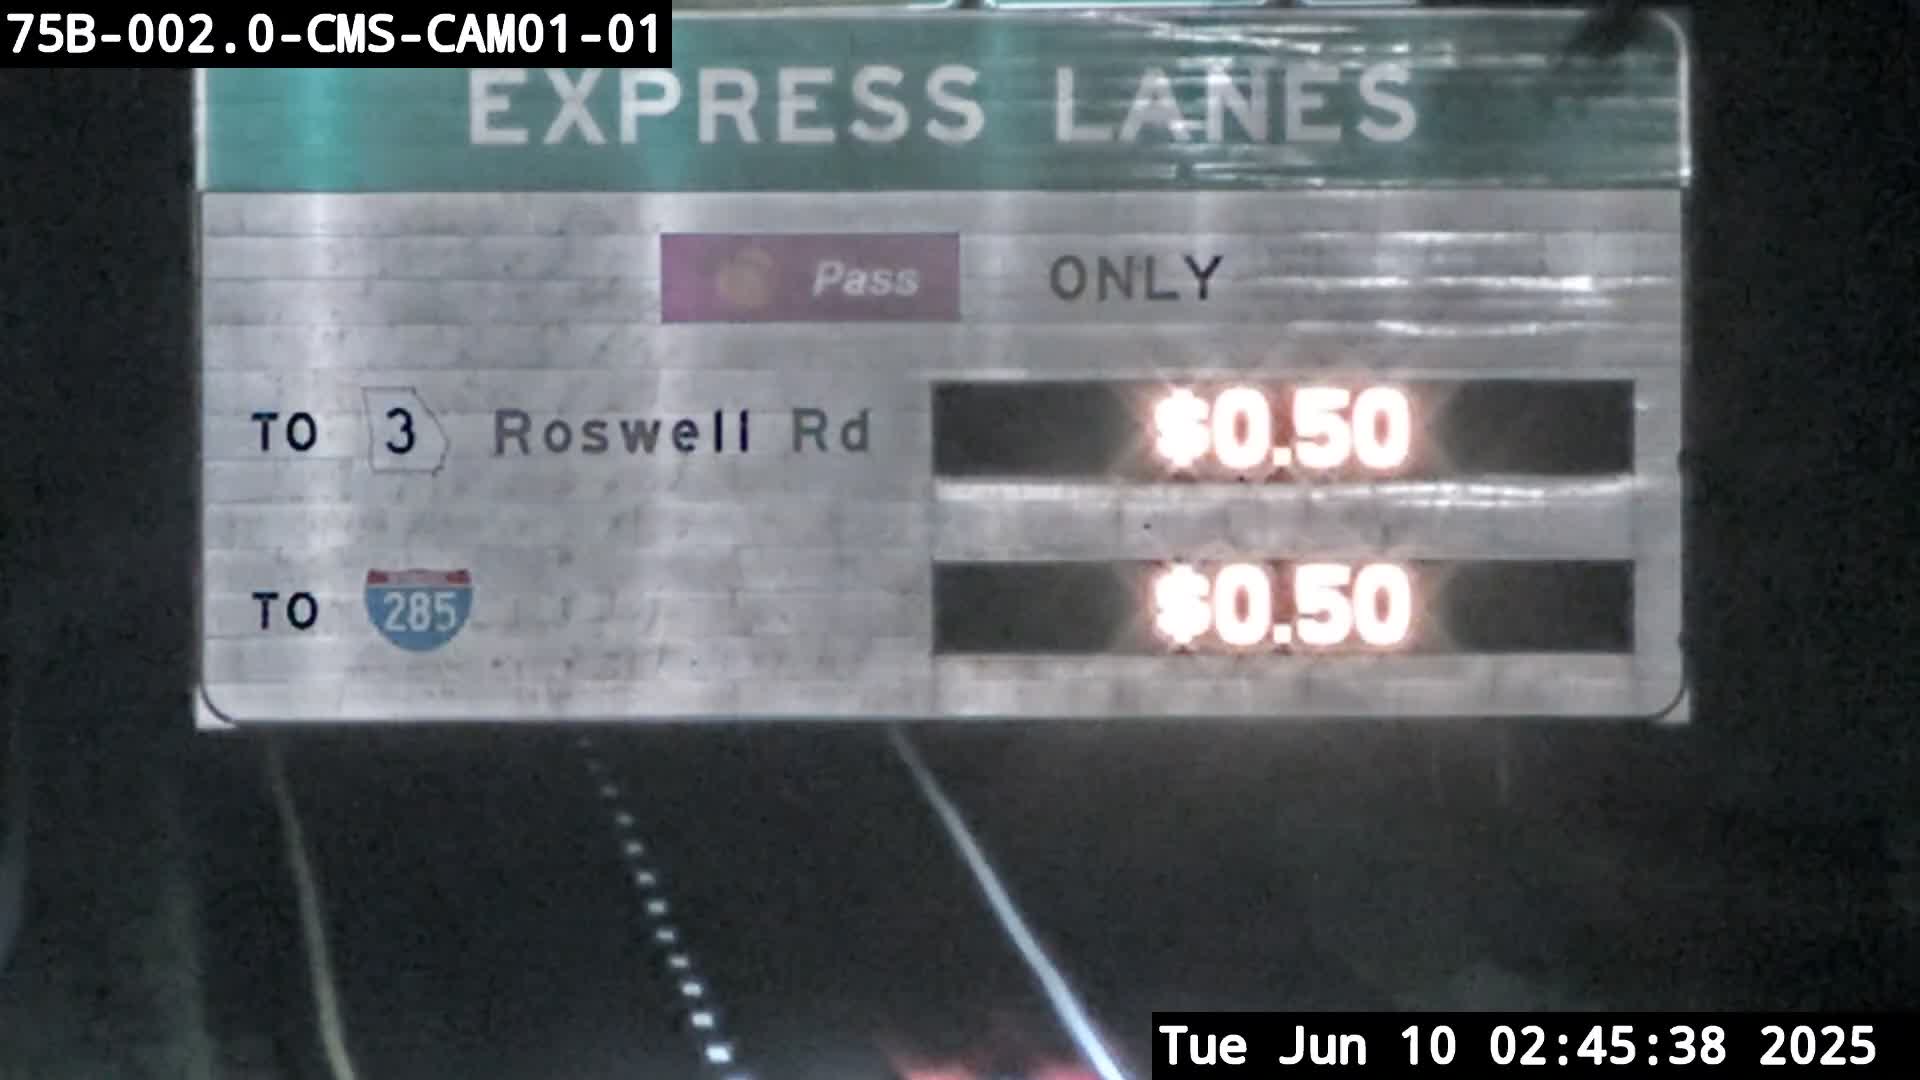 75B-002.0-CMS-CAM01-01
EXPRESS LANES
Pass ONLY
TO 3 Roswell Rd $0.50
TO 285 $0.50
Tue Jun 10 02:45:38 2025